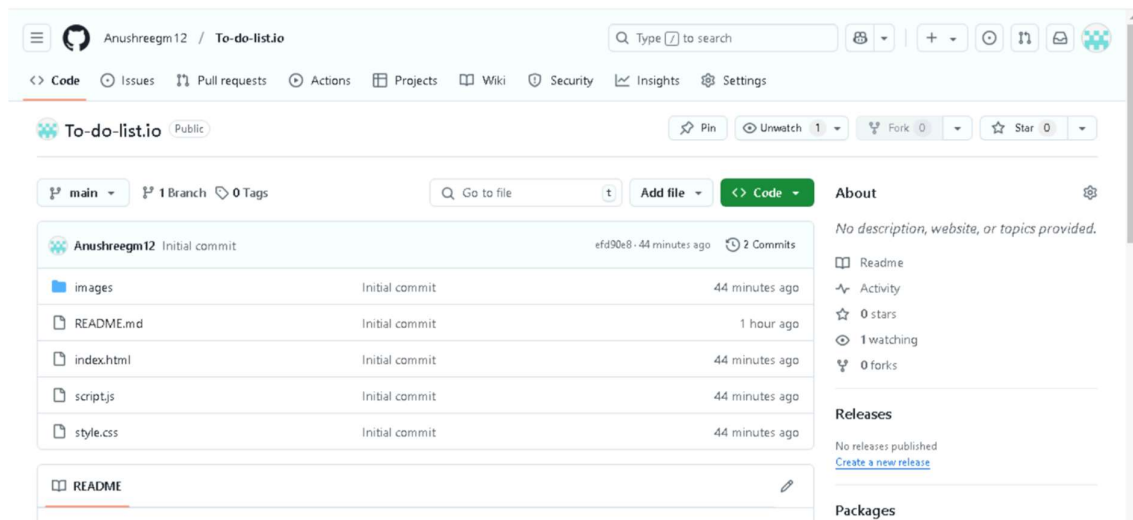 Anushreegm12 / To-do-list.io
Type / to search
<> Code Issues Pull requests Actions Projects Wiki Security Insights Settings
To-do-list.io Public
Pin Unwatch 1 Fork 0 Star 0
main 1 Branch 0 Tags
Go to file t Add file <> Code
Anushreegm12 Initial commit efd90e8 · 44 minutes ago 2 Commits
images Initial commit 44 minutes ago
README.md Initial commit 1 hour ago
index.html Initial commit 44 minutes ago
script.js Initial commit 44 minutes ago
style.css Initial commit 44 minutes ago
README
About
No description, website, or topics provided.
Readme
Activity
0 stars
1 watching
0 forks
Releases
No releases published
Create a new release
Packages